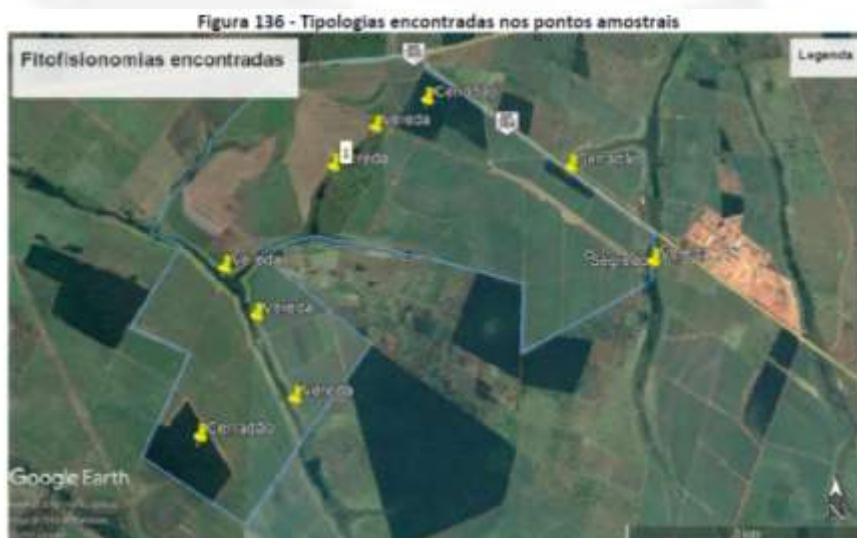 Figura 136 - Tipologias encontradas nos pontos amostrais
Fitofisionomias encontradas
Legenda
Cerradão
Vereda
Vereda
Cerradão
Vereda
Vereda
Vereda
Cerradão
Google Earth
N